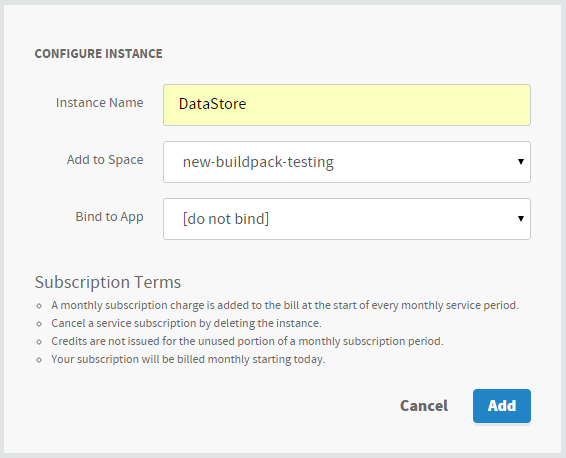 CONFIGURE INSTANCE
Instance Name DataStore
Add to Space new-buildpack-testing
Bind to App [do not bind]
Subscription Terms
A monthly subscription charge is added to the bill at the start of every monthly service period.
Cancel a service subscription by deleting the instance.
Credits are not issued for the unused portion of a monthly subscription period.
Your subscription will be billed monthly starting today.
Cancel Add